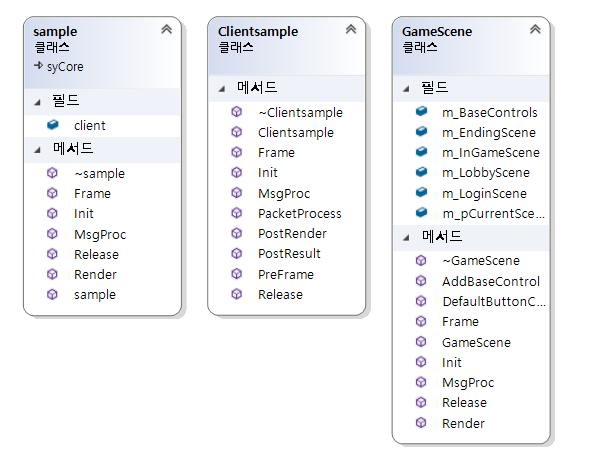 sample
클래스
syCore
필드
client
메서드
~sample
Frame
Init
MsgProc
Release
Render
sample
Clientsample
클래스
메서드
~Clientsample
Clientsample
Frame
Init
MsgProc
PacketProcess
PostRender
PostResult
PreFrame
Release
GameScene
클래스
필드
m_BaseControls
m_EndingScene
m_InGameScene
m_LobbyScene
m_LoginScene
m_pCurrentSce...
메서드
~GameScene
AddBaseControl
DefaultButtonC...
Frame
GameScene
Init
MsgProc
Release
Render